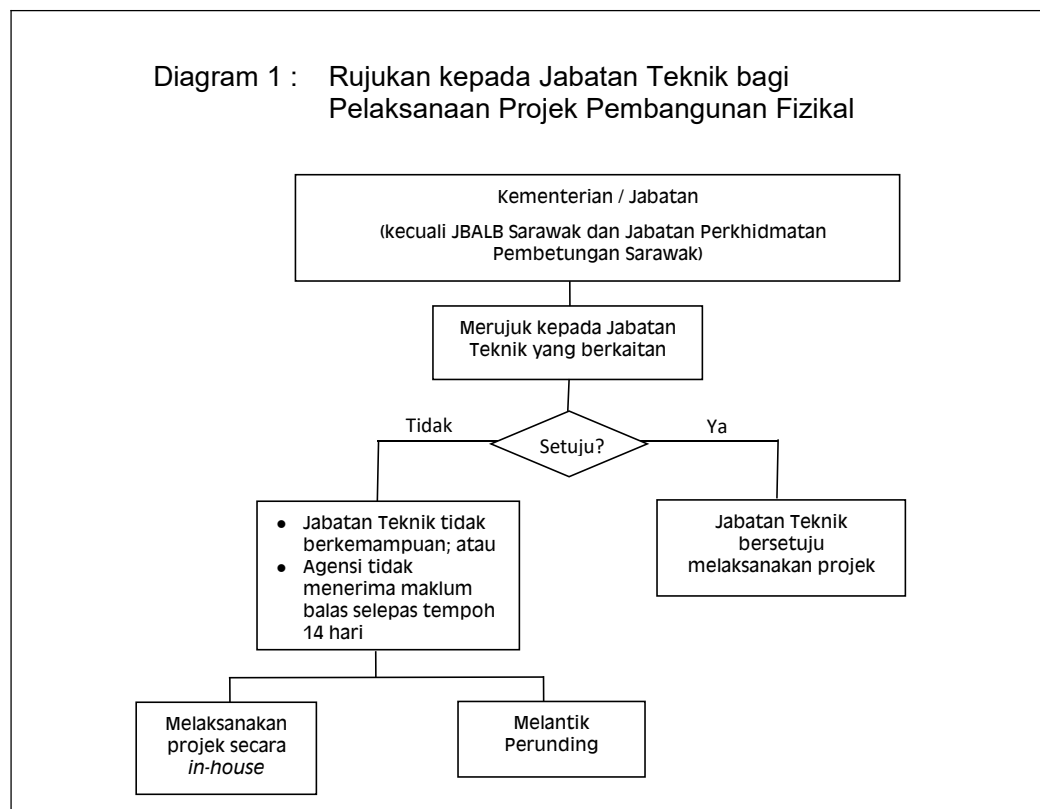 Diagram 1 : Rujukan kepada Jabatan Teknik bagi
Pelaksanaan Projek Pembangunan Fizikal
Kementerian / Jabatan
(kecuali JBALB Sarawak dan Jabatan Perkhidmatan
Pembetungan Sarawak)
Merujuk kepada Jabatan
Teknik yang berkaitan
Tidak
Setuju?
Ya
● Jabatan Teknik tidak
berkemampuan; atau
● Agensi tidak
menerima maklum
balas selepas tempoh
14 hari
Jabatan Teknik
bersetuju
melaksanakan projek
Melaksanakan
projek secara
in-house
Melantik
Perunding